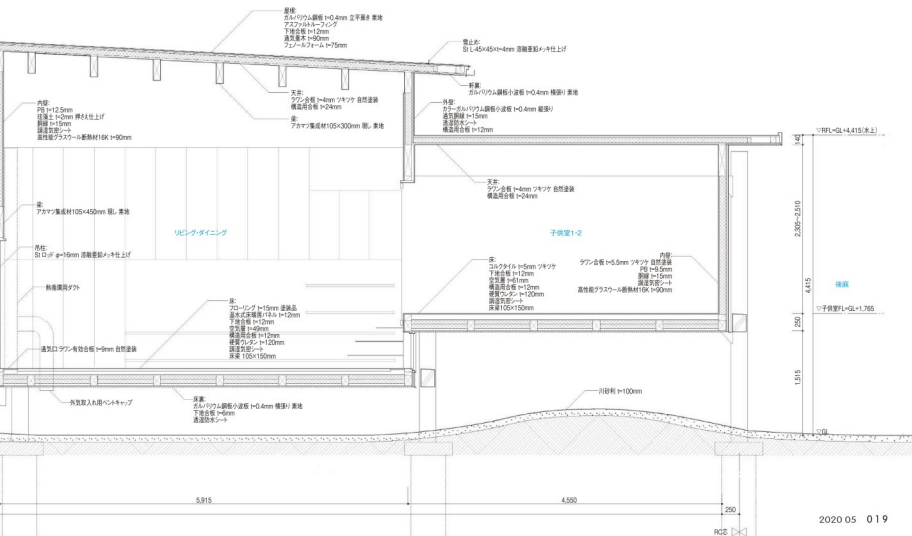 屋根:
ガルバリウム鋼板 t=0.4mm 立平葺き 素地
アスファルトルーフィング
下地合板 t=12mm
通気垂木 t=90mm
フェノールフォーム t=75mm
雪止め:
St L-45×45×t=4mm 溶融亜鉛メッキ仕上げ
軒裏:
ガルバリウム鋼板小波板 t=0.4mm 横張り 素地
天井:
ラワン合板 t=4mm ツキツケ 自然塗装
構造用合板 t=24mm
梁:
アカマツ集成材105×300mm 現し 素地
内壁:
PB t=12.5mm
珪藻土 t=2mm 押さえ仕上げ
胴縁 t=15mm
調湿気密シート
高性能グラスウール断熱材16K t=90mm
外壁:
カラーガルバリウム鋼板小波板 t=0.4mm 縦張り
通気胴縁 t=15mm
透湿防水シート
構造用合板 t=12mm
▽RFL=GL+4,415(水上)
140
天井:
ラワン合板 t=4mm ツキツケ 自然塗装
構造用合板 t=24mm
梁:
アカマツ集成材105×450mm 現し 素地
リビング・ダイニング
子供室1・2
2,305~2,510
吊柱:
St ロッド φ=16mm 溶融亜鉛メッキ仕上げ
床:
コルクタイル t=5mm ツキツケ
下地合板 t=12mm
空気層 t=61mm
構造用合板 t=12mm
硬質ウレタン t=120mm
調湿気密シート
床梁105×150mm
内壁:
ラワン合板 t=5.5mm ツキツケ 自然塗装
PB t=9.5mm
胴縁 t=15mm
調湿気密シート
高性能グラスウール断熱材16K t=90mm
4,415
後庭
熱循環用ダクト
床:
フローリング t=15mm 塗装品
温水式床暖房パネル t=12mm
下地合板 t=12mm
空気層 t=49mm
構造用合板 t=12mm
硬質ウレタン t=120mm
調湿気密シート
床梁 105×150mm
▽子供室FL=GL+1,765
250
通気口:ラワン有効合板 t=9mm 自然塗装
1,515
外気取入れ用ベントキャップ
床裏:
ガルバリウム鋼板小波板 t=0.4mm 横張り 素地
下地合板 t=6mm
透湿防水シート
川砂利 t=100mm
▽GL
5,915
4,550
250
RC芯
2020 05 019